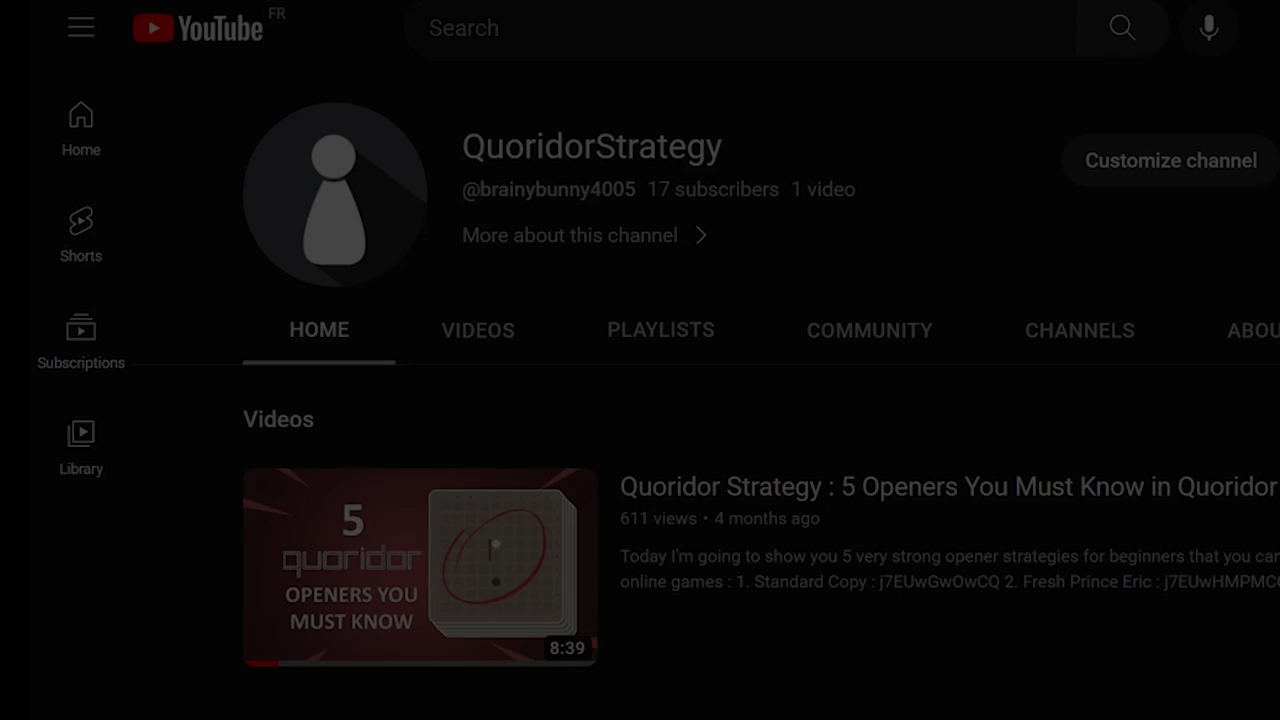 YouTube FR
Search
Home
Shorts
Subscriptions
Library
QuoridorStrategy
@brainybunny4005 17 subscribers 1 video
More about this channel
Customize channel
HOME VIDEOS PLAYLISTS COMMUNITY CHANNELS ABOU
Videos
5
quoridor
OPENERS YOU
MUST KNOW
8:39
Quoridor Strategy : 5 Openers You Must Know in Quoridor
611 views • 4 months ago
Today I'm going to show you 5 very strong opener strategies for beginners that you can
online games : 1. Standard Copy : j7EUwGwOwCQ 2. Fresh Prince Eric : j7EUwHMPMC